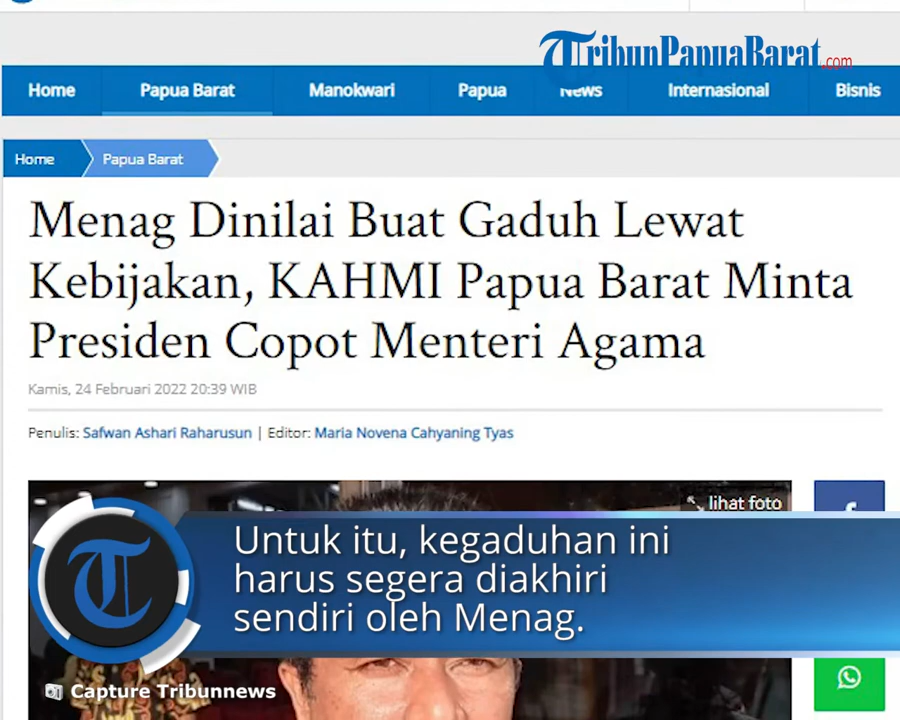 TribunPapuaBarat.com
Home Papua Barat Manokwari Papua News Internasional Bisnis
Home Papua Barat
Menag Dinilai Buat Gaduh Lewat
Kebijakan, KAHMI Papua Barat Minta
Presiden Copot Menteri Agama
Kamis, 24 Februari 2022 20:39 WIB
Penulis: Safwan Ashari Raharusun | Editor: Maria Novena Cahyaning Tyas
lihat foto
Untuk itu, kegaduhan ini
harus segera diakhiri
sendiri oleh Menag.
Capture Tribunnews